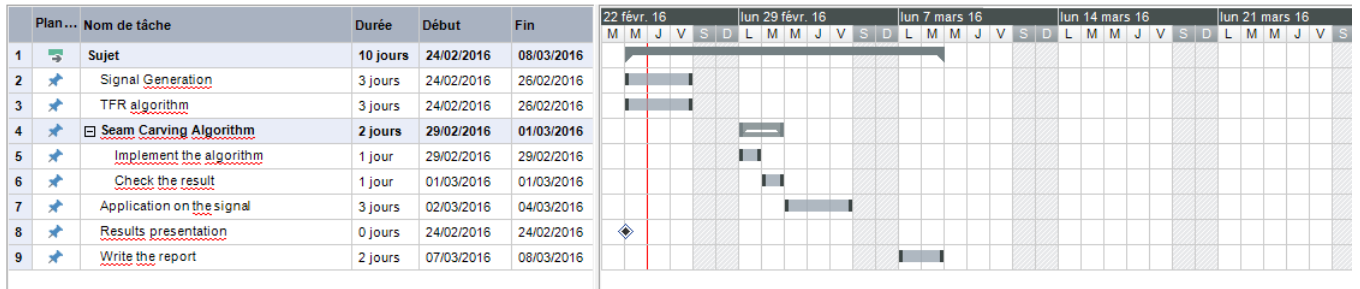 Plan... Nom de tâche Durée Début Fin
22 févr. 16 lun 29 févr. 16 lun 7 mars 16 lun 14 mars 16 lun 21 mars 16
M M J V S D L M M J V S D L M M J V S D L M M J V S D L M M J V S
1 Sujet 10 jours 24/02/2016 08/03/2016
2 Signal Generation 3 jours 24/02/2016 26/02/2016
3 TFR algorithm 3 jours 24/02/2016 26/02/2016
4 Seam Carving Algorithm 2 jours 29/02/2016 01/03/2016
5 Implement the algorithm 1 jour 29/02/2016 29/02/2016
6 Check the result 1 jour 01/03/2016 01/03/2016
7 Application on the signal 3 jours 02/03/2016 04/03/2016
8 Results presentation 0 jours 24/02/2016 24/02/2016
9 Write the report 2 jours 07/03/2016 08/03/2016